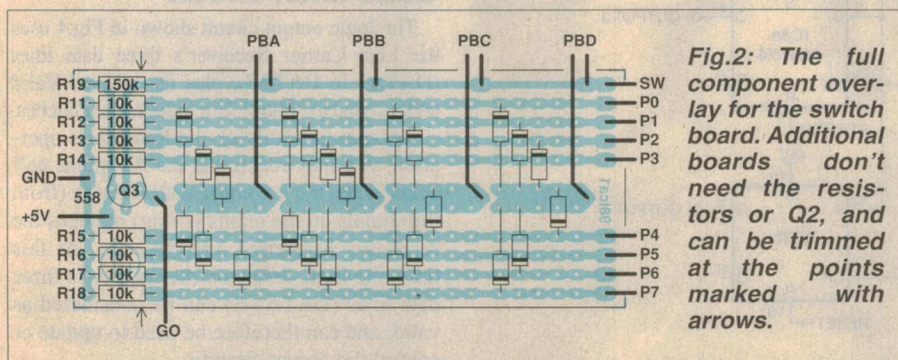 PBA PBB PBC PBD
R19 150k SW
R11 10k P0
R12 10k P1
R13 10k P2
R14 10k P3
GND
Q3
558
+5V
R15 10k P4
R16 10k P5
R17 10k P6
R18 10k P7
GO
Fig.2: The full
component over-
lay for the switch
board. Additional
boards don't
need the resis-
tors or Q2, and
can be trimmed
at the points
marked with
arrows.